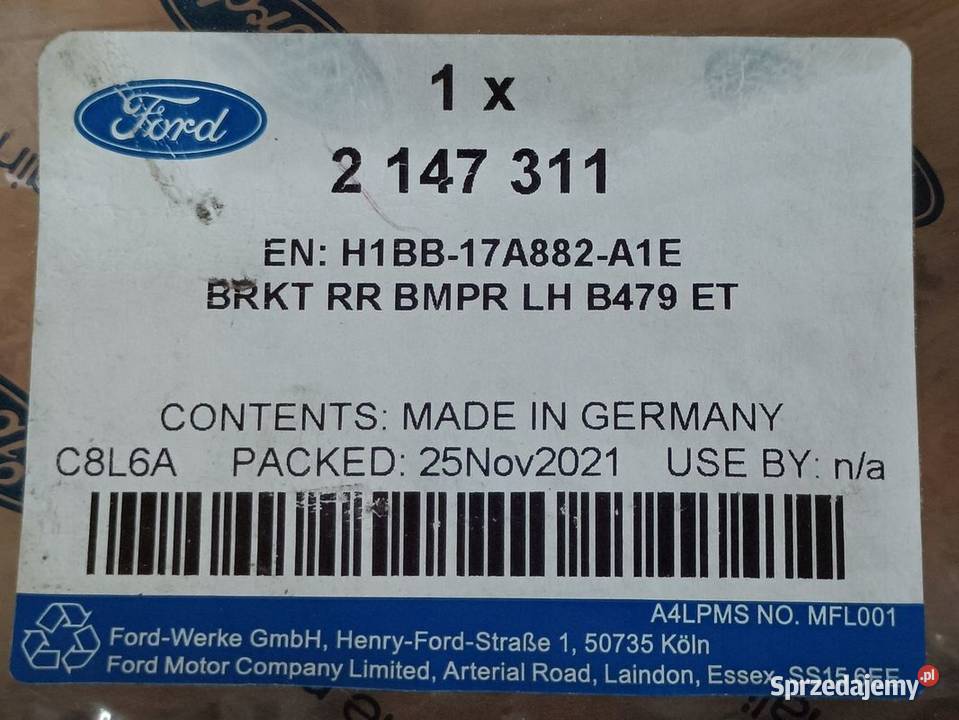 Ford
1 x
2 147 311
EN: H1BB-17A882-A1E
BRKT RR BMPR LH B479 ET
CONTENTS: MADE IN GERMANY
C8L6A PACKED: 25Nov2021 USE BY: n/a
A4LPMS NO. MFL001
Ford-Werke GmbH, Henry-Ford-Straße 1, 50735 Köln
Ford Motor Company Limited, Arterial Road, Laindon, Essex SS15 6EE
Sprzedajemy.pl